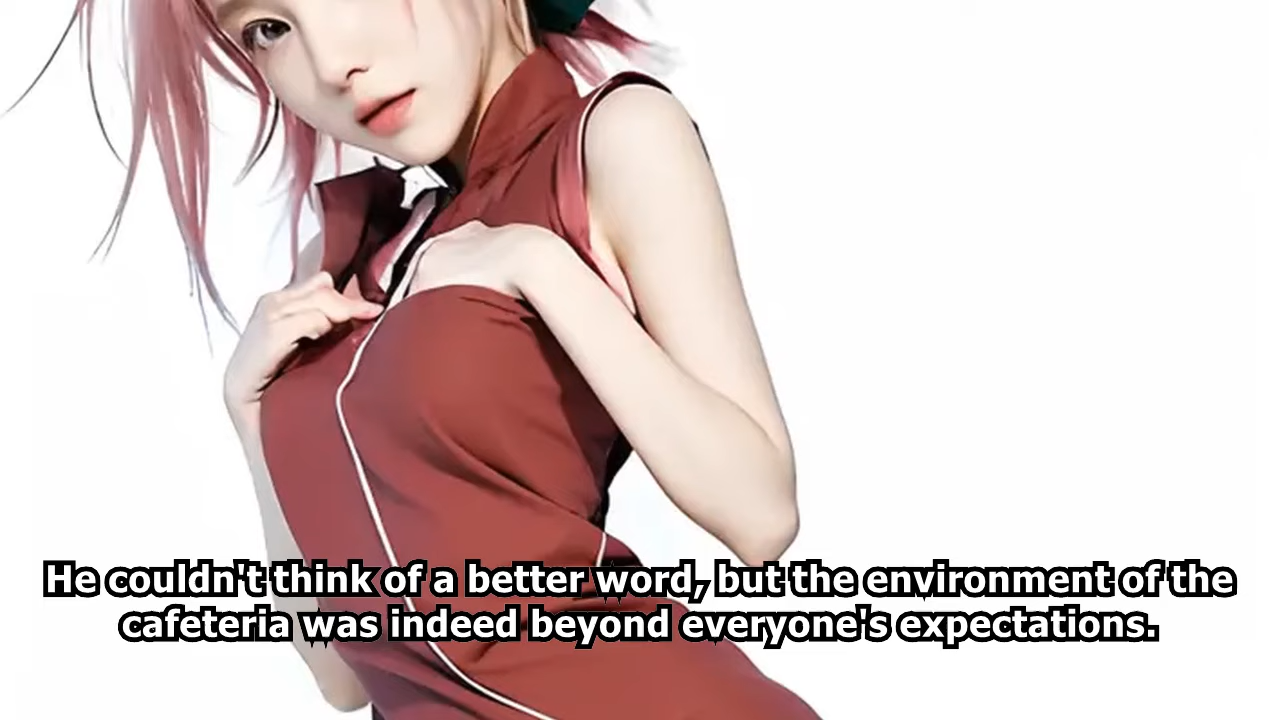 He couldn't think of a better word, but the environment of the
cafeteria was indeed beyond everyone's expectations.